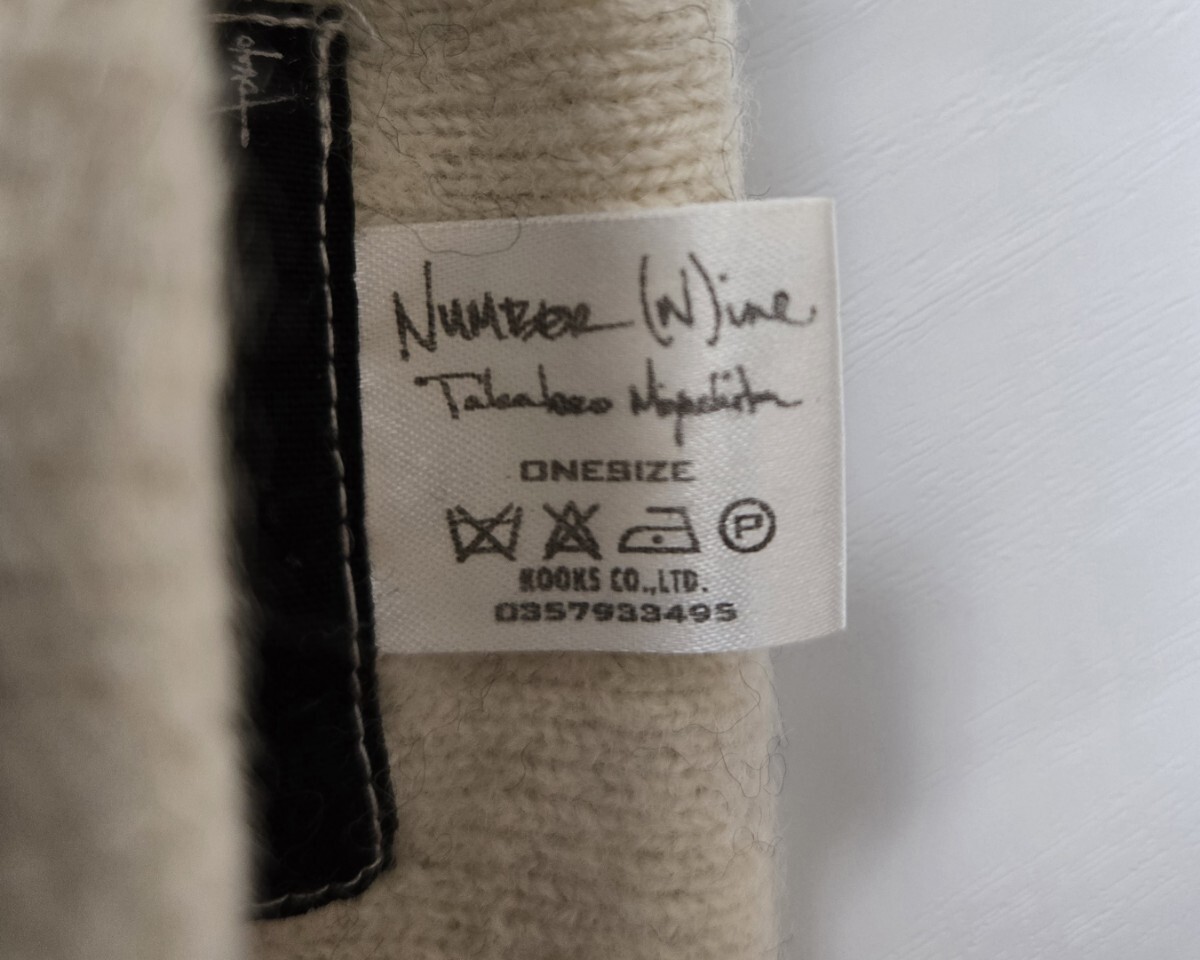 NUMBER (N)ine
Takahiro Miyashita
ONESIZE
P
KOOKS CO.,LTD.
0357933495